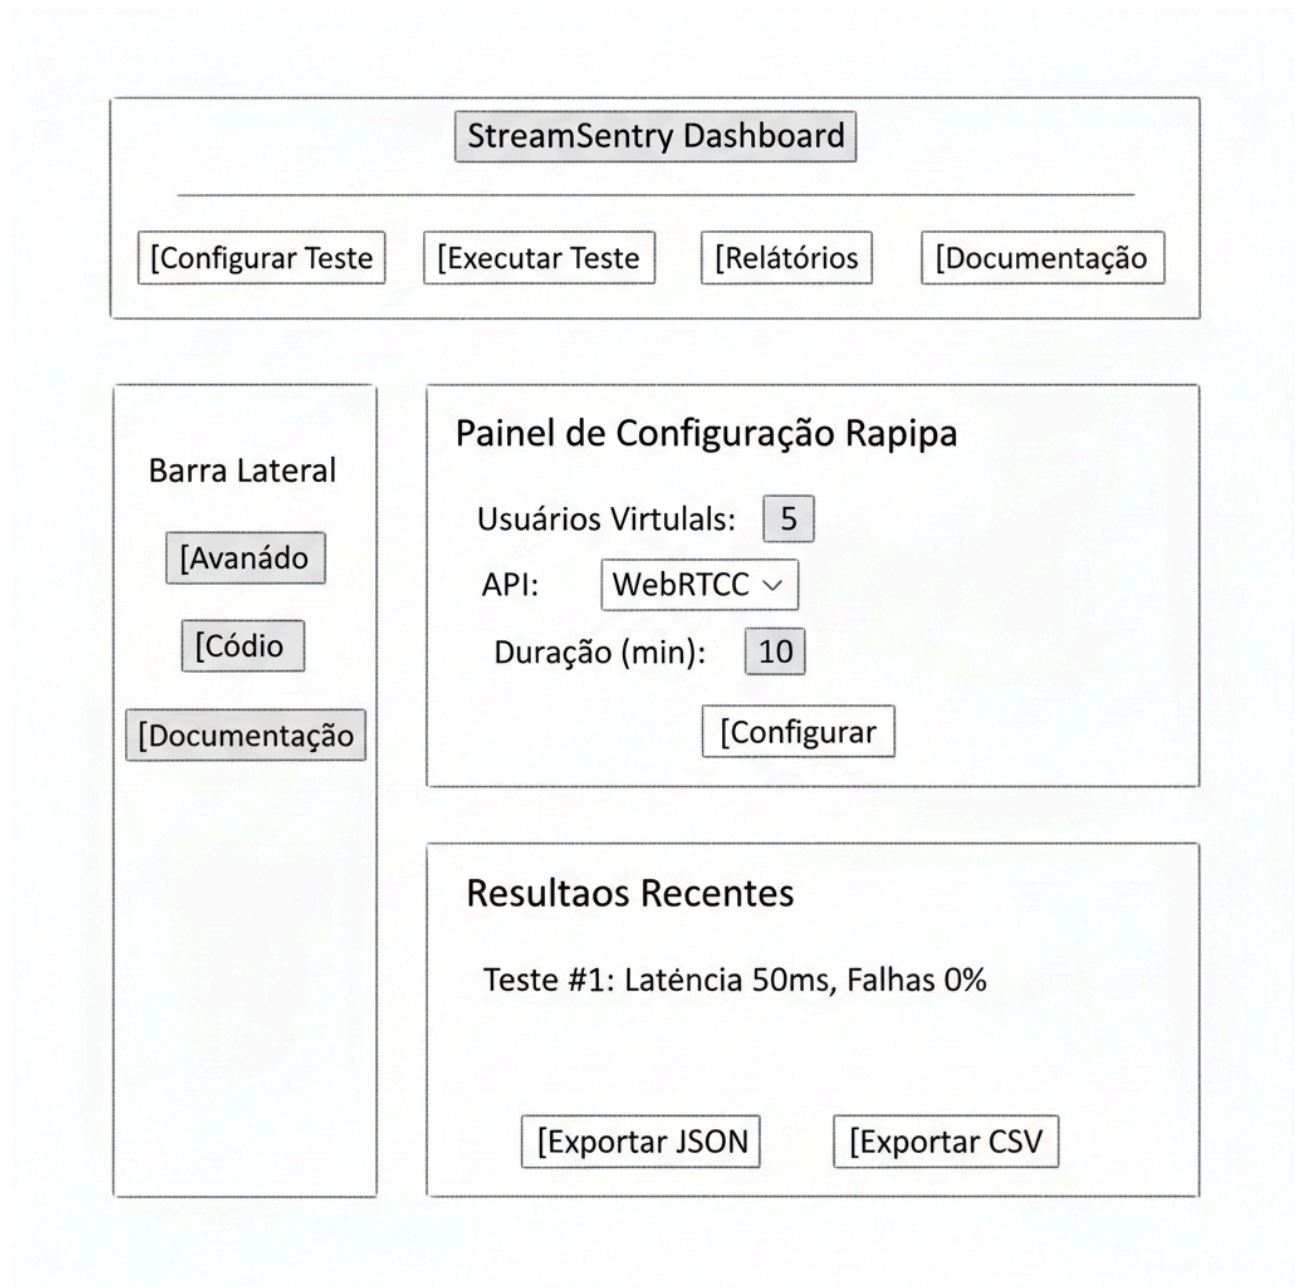 StreamSentry Dashboard
[Configurar Teste [Executar Teste [Relátórios [Documentação
Barra Lateral
[Avanádo
[Códio
[Documentação
Painel de Configuração Rapipa
Usuários Virtulals: 5
API: WebRTCC
Duração (min): 10
[Configurar
Resultaos Recentes
Teste #1: Latência 50ms, Falhas 0%
[Exportar JSON [Exportar CSV